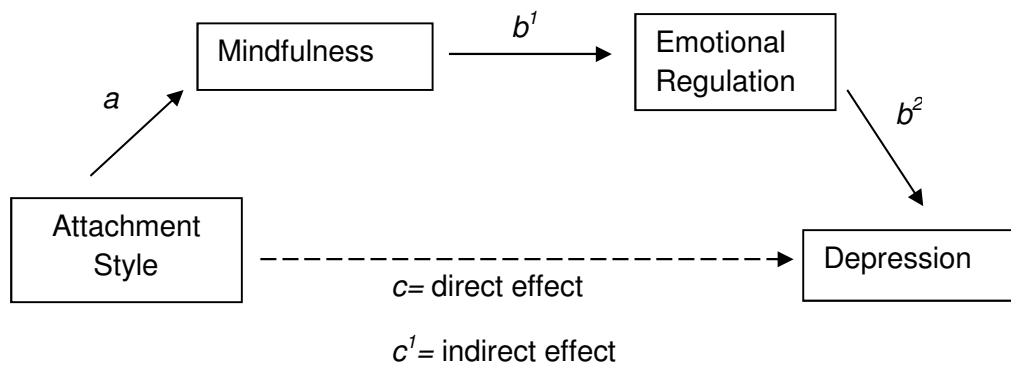 Mindfulness
b¹
Emotional
Regulation
a
b²
Attachment
Style
Depression
c= direct effect
c¹= indirect effect